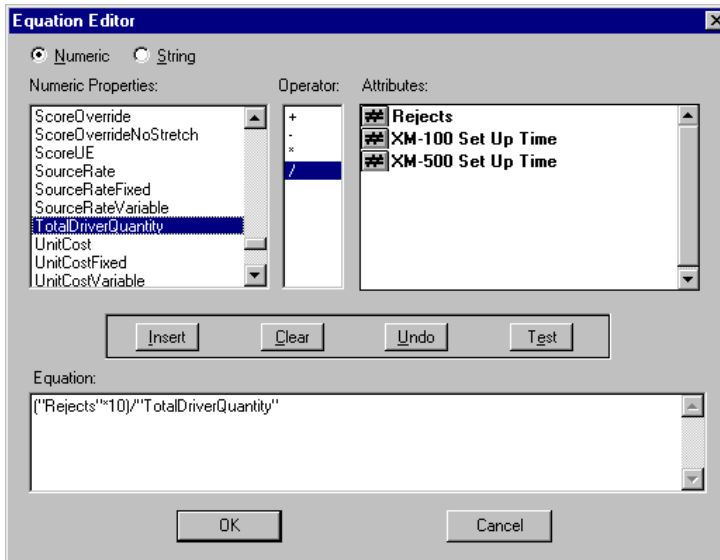 Equation Editor
Numeric String
Numeric Properties: Operator: Attributes:
ScoreOverride
ScoreOverrideNoStretch
ScoreUE
SourceRate
SourceRateFixed
SourceRateVariable
TotalDriverQuantity
UnitCost
UnitCostFixed
UnitCostVariable
+
-
*
/
Rejects
XM-100 Set Up Time
XM-500 Set Up Time
Insert Clear Undo Test
Equation:
("Rejects"*10)/"TotalDriverQuantity"
OK Cancel